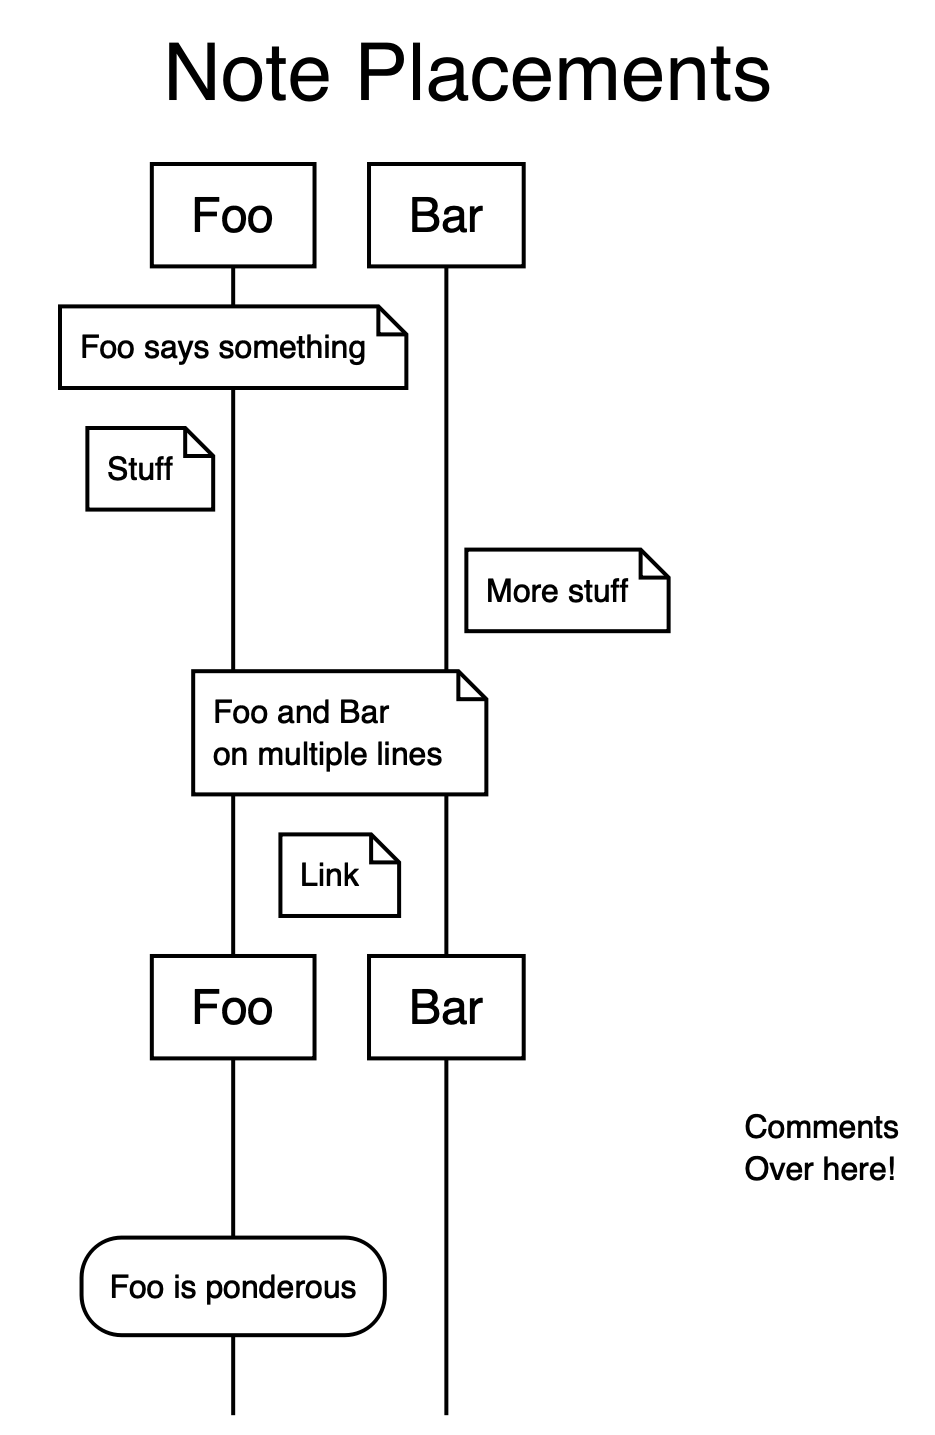 Note Placements
Foo
Bar
Foo says something
Stuff
More stuff
Foo and Bar
on multiple lines
Link
Foo
Bar
Comments
Over here!
Foo is ponderous